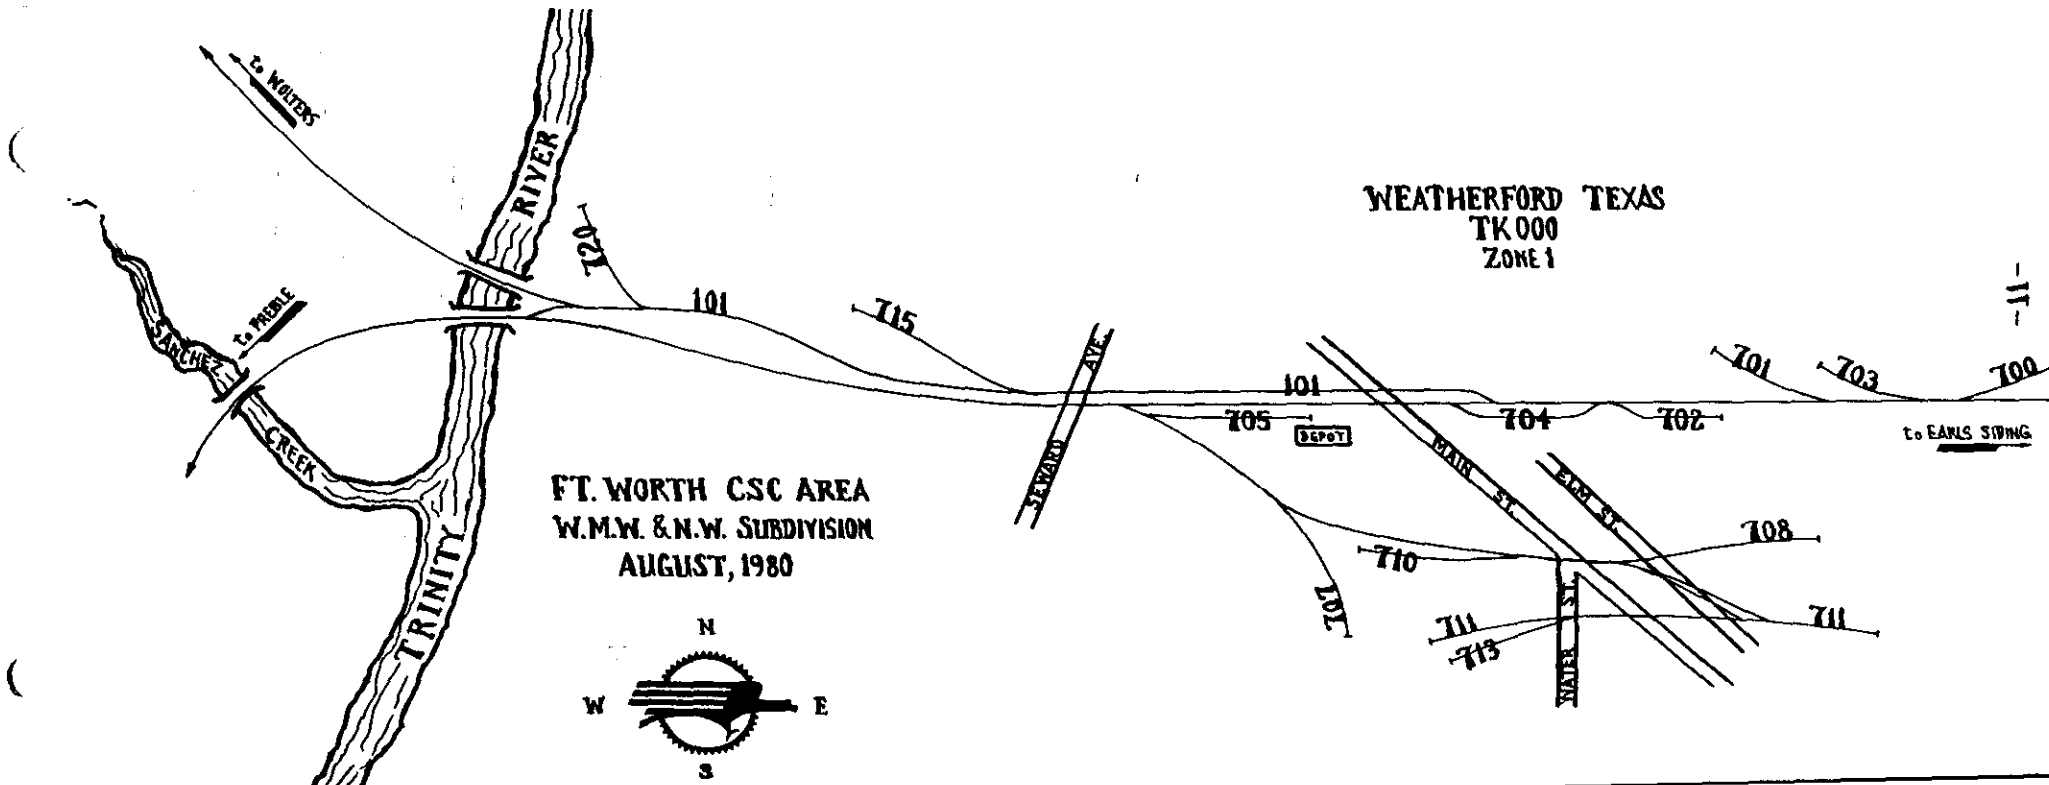 to WOLTERS
RIVER
720
101
715
WEATHERFORD TEXAS
TK 000
ZONE 1
- 11 -
SANCHEZ
to PREBLE
SEWARD AVE.
101
701
703
700
705
DEPOT
704
702
to EARLS SIDING
CREEK
MAIN ST.
ELM ST.
FT. WORTH CSC AREA
W.M.W. & N.W. SUBDIVISION
AUGUST, 1980
TRINITY
710
708
707
711
713
WATER ST.
711
N
W E
S